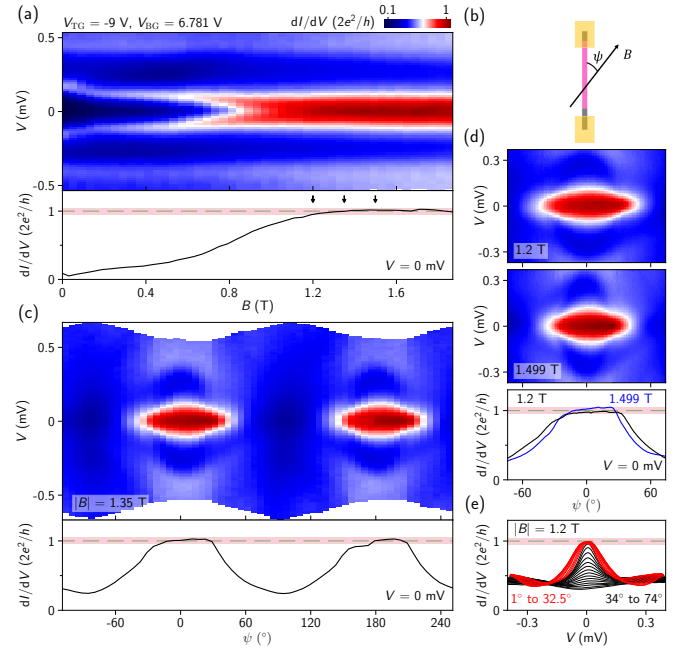 (a)
V_TG = -9 V, V_BG = 6.781 V
dI/dV (2e²/h)
0.1
1
0.5
0
-0.5
V (mV)
1
0
dI/dV (2e²/h)
V = 0 mV
0
0.4
0.8
1.2
1.6
B (T)
(b)
ψ
B
(c)
0.5
0
-0.5
V (mV)
|B| = 1.35 T
1
0
dI/dV (2e²/h)
V = 0 mV
-60
0
60
120
180
240
ψ (°)
(d)
0.3
0
-0.3
V (mV)
1.2 T
0.3
0
-0.3
V (mV)
1.499 T
1.2 T
1.499 T
1
0
dI/dV (2e²/h)
V = 0 mV
-60
0
60
ψ (°)
(e)
|B| = 1.2 T
1
0
dI/dV (2e²/h)
1° to 32.5°
34° to 74°
-0.3
0
0.3
V (mV)